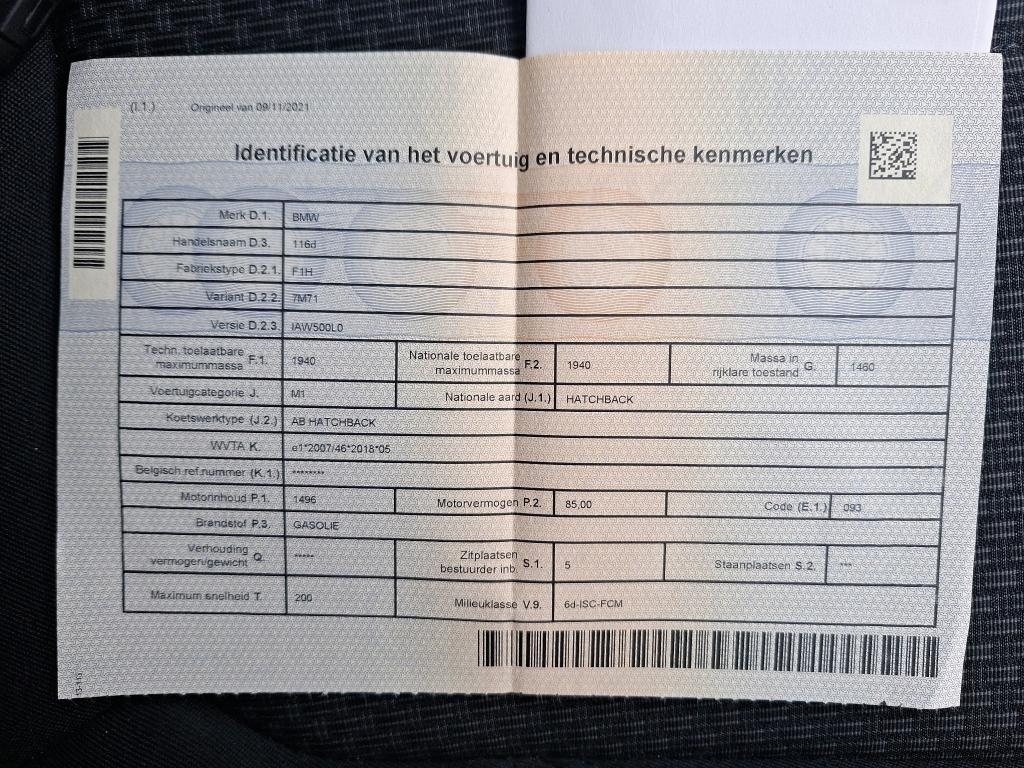 (I.1.) Origineel van 09/11/2021
Identificatie van het voertuig en technische kenmerken
Merk D.1. BMW
Handelsnaam D.3. 116d
Fabriekstype D.2.1. F1H
Variant D.2.2. 7M71
Versie D.2.3. IAW500L0
Techn. toelaatbare maximummassa F.1. 1940 Nationale toelaatbare maximummassa F.2. 1940 Massa in rijklare toestand G. 1460
Voertuigcategorie J. M1 Nationale aard (J.1.) HATCHBACK
Koetswerktype (J.2.) AB HATCHBACK
WVTA K. e1*2007/46*2018*05
Belgisch ref.nummer (K.1.) ********
Motorinhoud P.1. 1496 Motorvermogen P.2. 85,00 Code (E.1.) 093
Brandstof P.3. GASOLIE
Verhouding vermogen/gewicht Q. ***** Zitplaatsen bestuurder inb. S.1. 5 Staanplaatsen S.2. ***
Maximum snelheid T. 200 Milieuklasse V.9. 6d-ISC-FCM